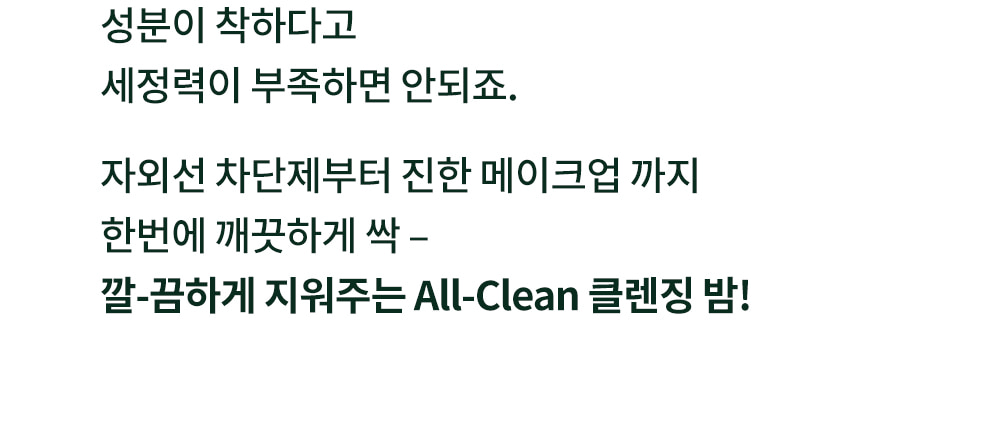 성분이 착하다고
세정력이 부족하면 안되죠.
자외선 차단제부터 진한 메이크업 까지
한번에 깨끗하게 싹 –
깔-끔하게 지워주는 All-Clean 클렌징 밤!